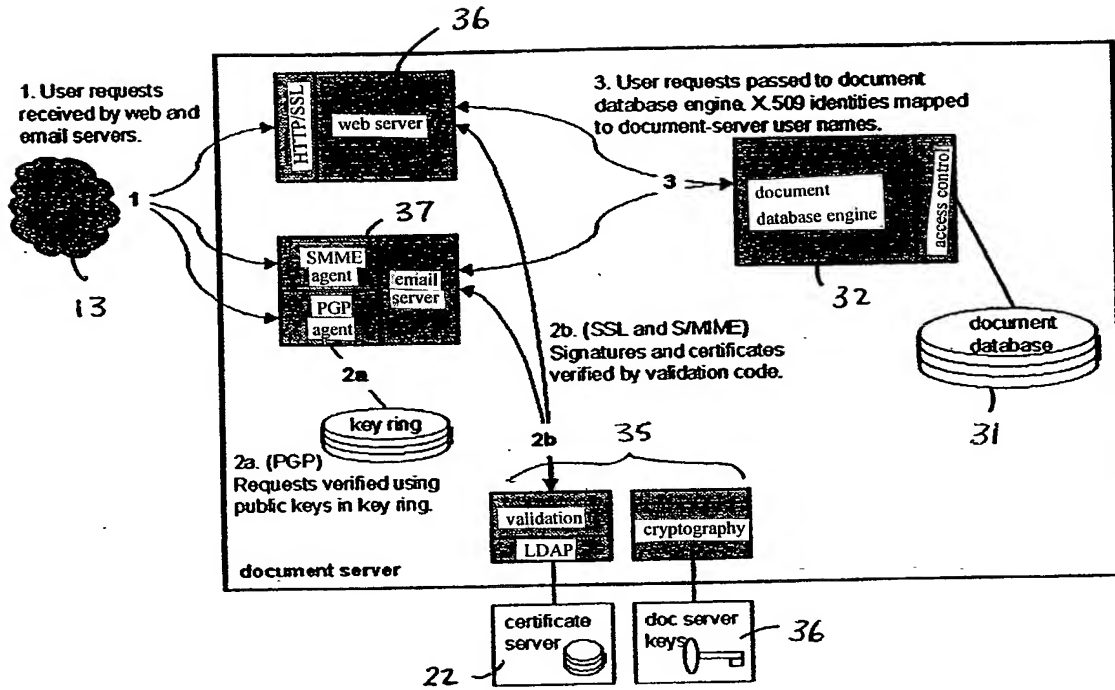 36
1. User requests
received by web and
email servers.
HTTP/SSL
web server
3. User requests passed to document
database engine. X.509 identities mapped
to document-server user names.
1
13
37
SMME
agent
PGP
agent
email
server
3
document
database engine
access control
32
document
database
31
2a
key ring
2a. (PGP)
Requests verified using
public keys in key ring.
2b. (SSL and S/MIME)
Signatures and certificates
verified by validation code.
2b
35
validation
LDAP
cryptography
document server
certificate
server
22
doc server
keys
36